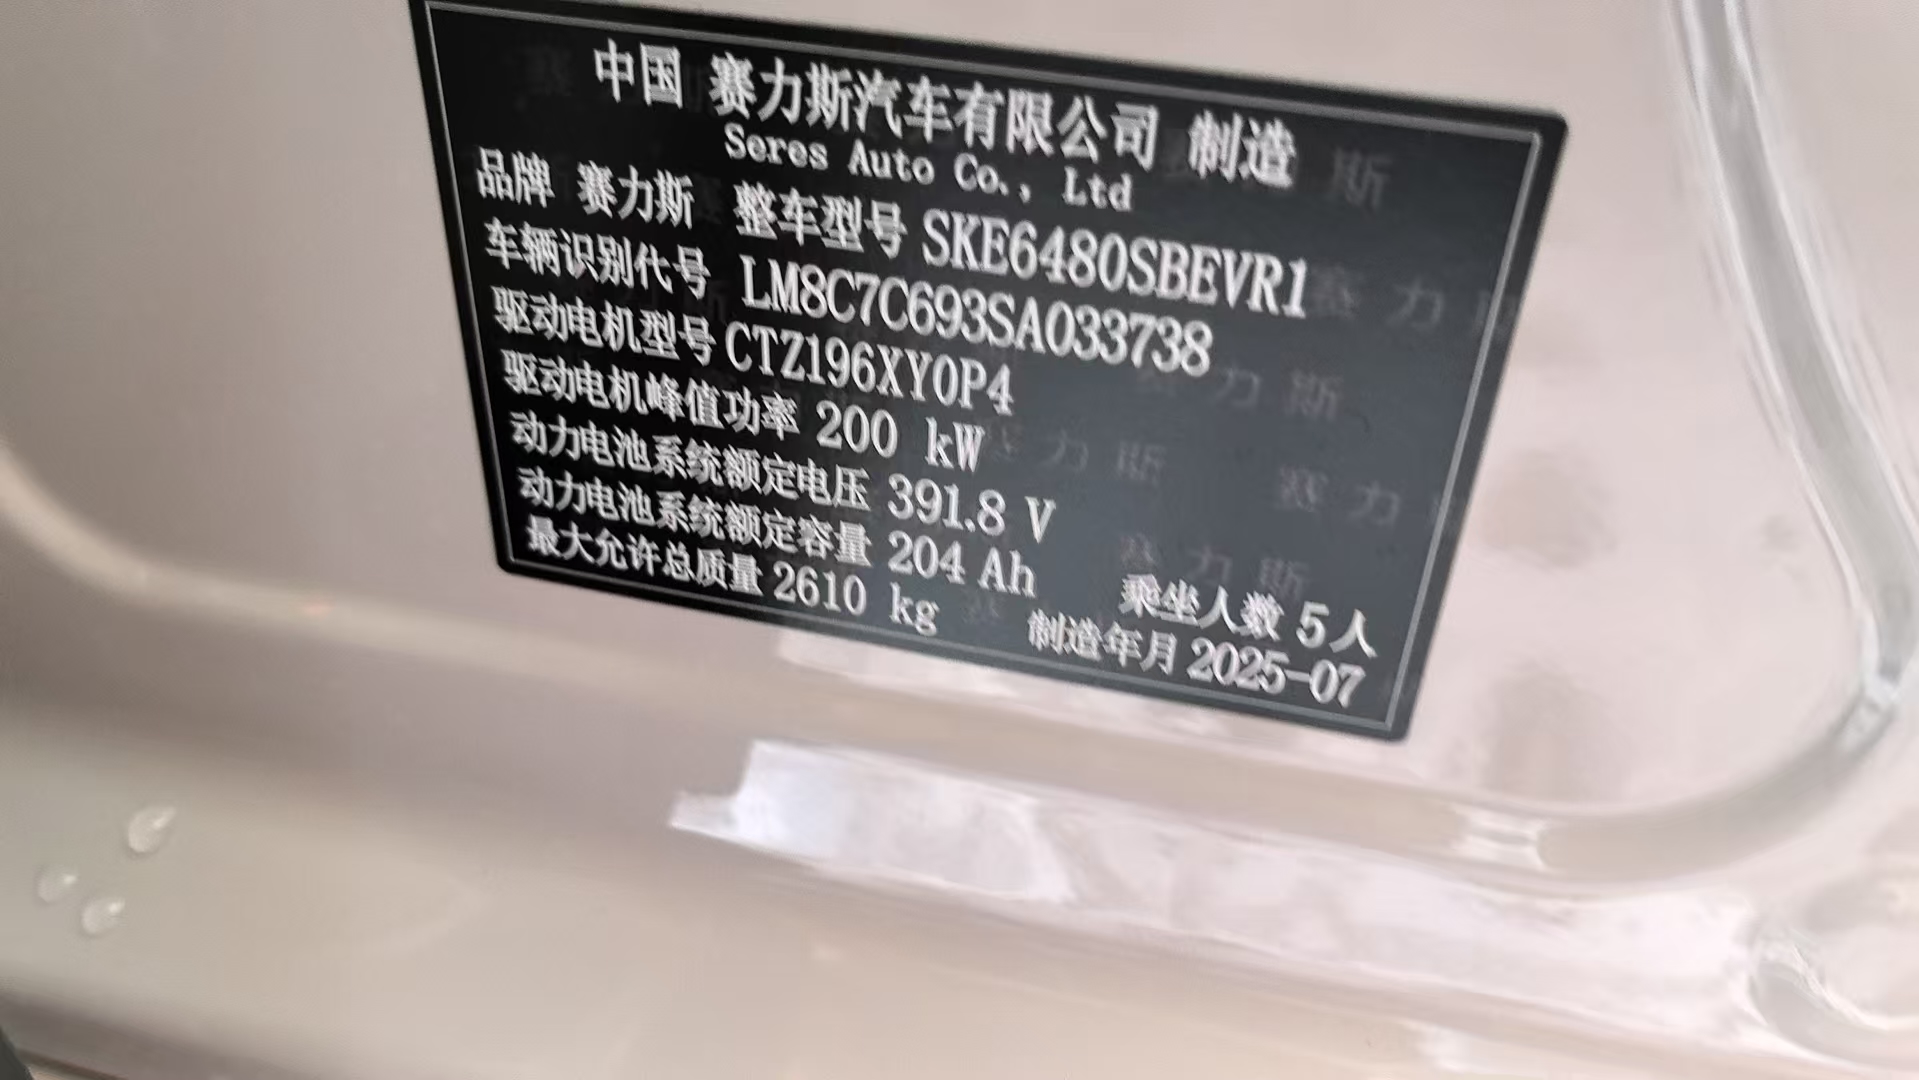 中国 赛力斯汽车有限公司 制造
Seres Auto Co., Ltd
品牌 赛力斯 整车型号 SKE6480SBEVR1
车辆识别代号 LM8C7C693SA033738
驱动电机型号 CTZ196XY0P4
驱动电机峰值功率 200 kW
动力电池系统额定电压 391.8 V
动力电池系统额定容量 204 Ah 乘坐人数 5人
最大允许总质量 2610 kg 制造年月 2025-07